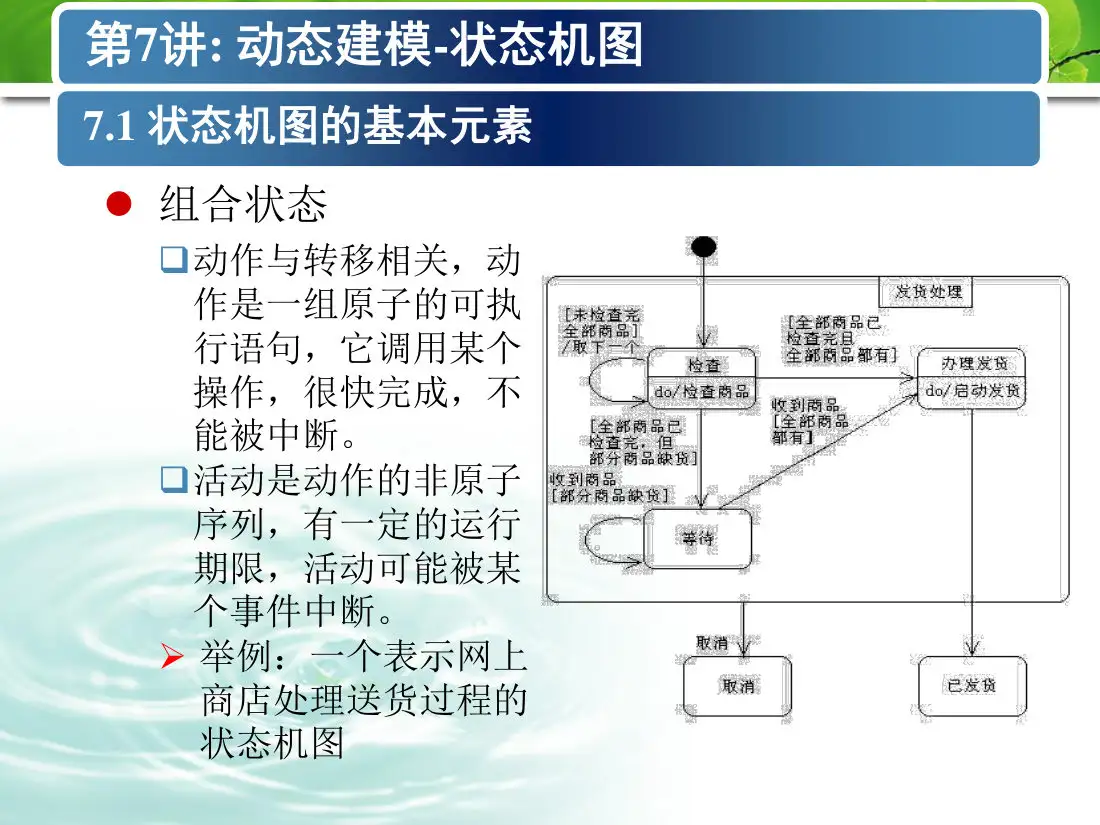 第7讲: 动态建模-状态机图
7.1 状态机图的基本元素
组合状态
动作与转移相关，动
作是一组原子的可执
行语句，它调用某个
操作，很快完成，不
能被中断。
活动是动作的非原子
序列，有一定的运行
期限，活动可能被某
个事件中断。
举例：一个表示网上
商店处理送货过程的
状态机图
发货处理
[未检查完
全部商品]
/取下一个
检查
do/检查商品
[全部商品已
检查完且
全部商品都有]
办理发货
do/启动发货
收到商品
[全部商品
都有]
[全部商品已
检查完，但
部分商品缺货]
收到商品
[部分商品缺货]
等待
取消
取消
已发货